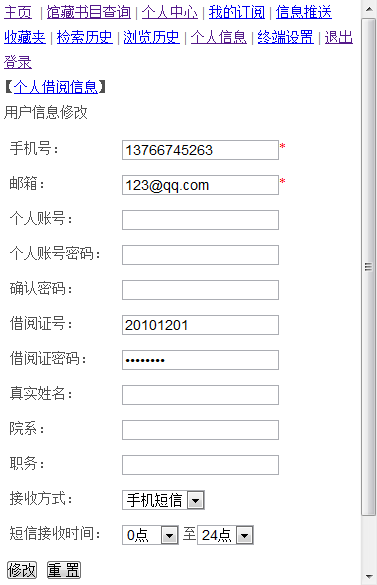 主页 | 馆藏书目查询 | 个人中心 | 我的订阅 | 信息推送
收藏夹 | 检索历史 | 浏览历史 | 个人信息 | 终端设置 | 退出
登录
【个人借阅信息】
用户信息修改
手机号： 13766745263*
邮箱： 123@qq.com*
个人账号：
个人账号密码：
确认密码：
借阅证号： 20101201
借阅证密码： ••••••••
真实姓名：
院系：
职务：
接收方式： 手机短信
短信接收时间： 0点 至 24点
修改 重 置